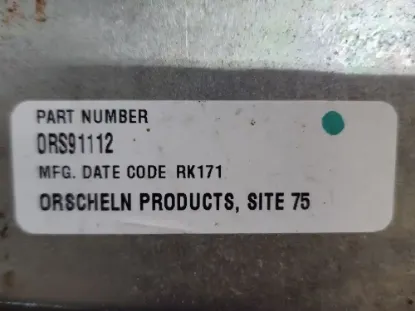 PART NUMBER
ORS91112
MFG. DATE CODE RK171
ORSCHELN PRODUCTS, SITE 75